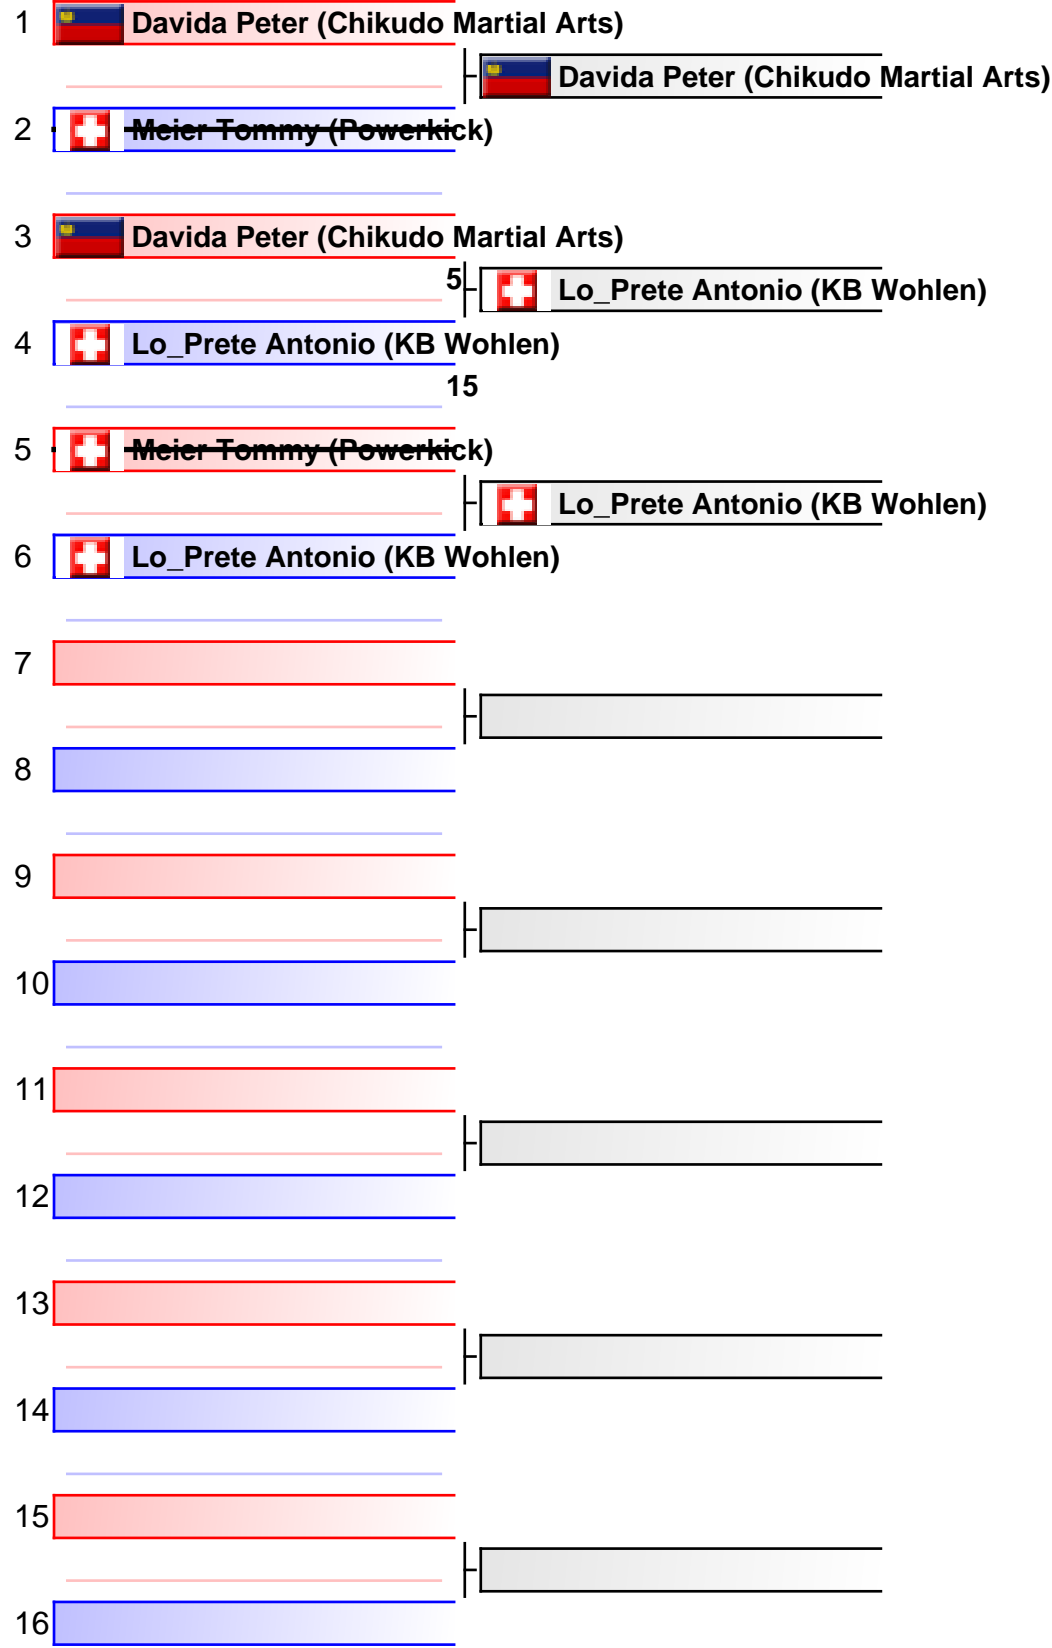 1 Davida Peter (Chikudo Martial Arts)
Davida Peter (Chikudo Martial Arts)
2 Meier Tommy (Powerkick)
3 Davida Peter (Chikudo Martial Arts)
5
Lo_Prete Antonio (KB Wohlen)
4 Lo_Prete Antonio (KB Wohlen)
15
5 Meier Tommy (Powerkick)
Lo_Prete Antonio (KB Wohlen)
6 Lo_Prete Antonio (KB Wohlen)
7
8
9
10
11
12
13
14
15
16